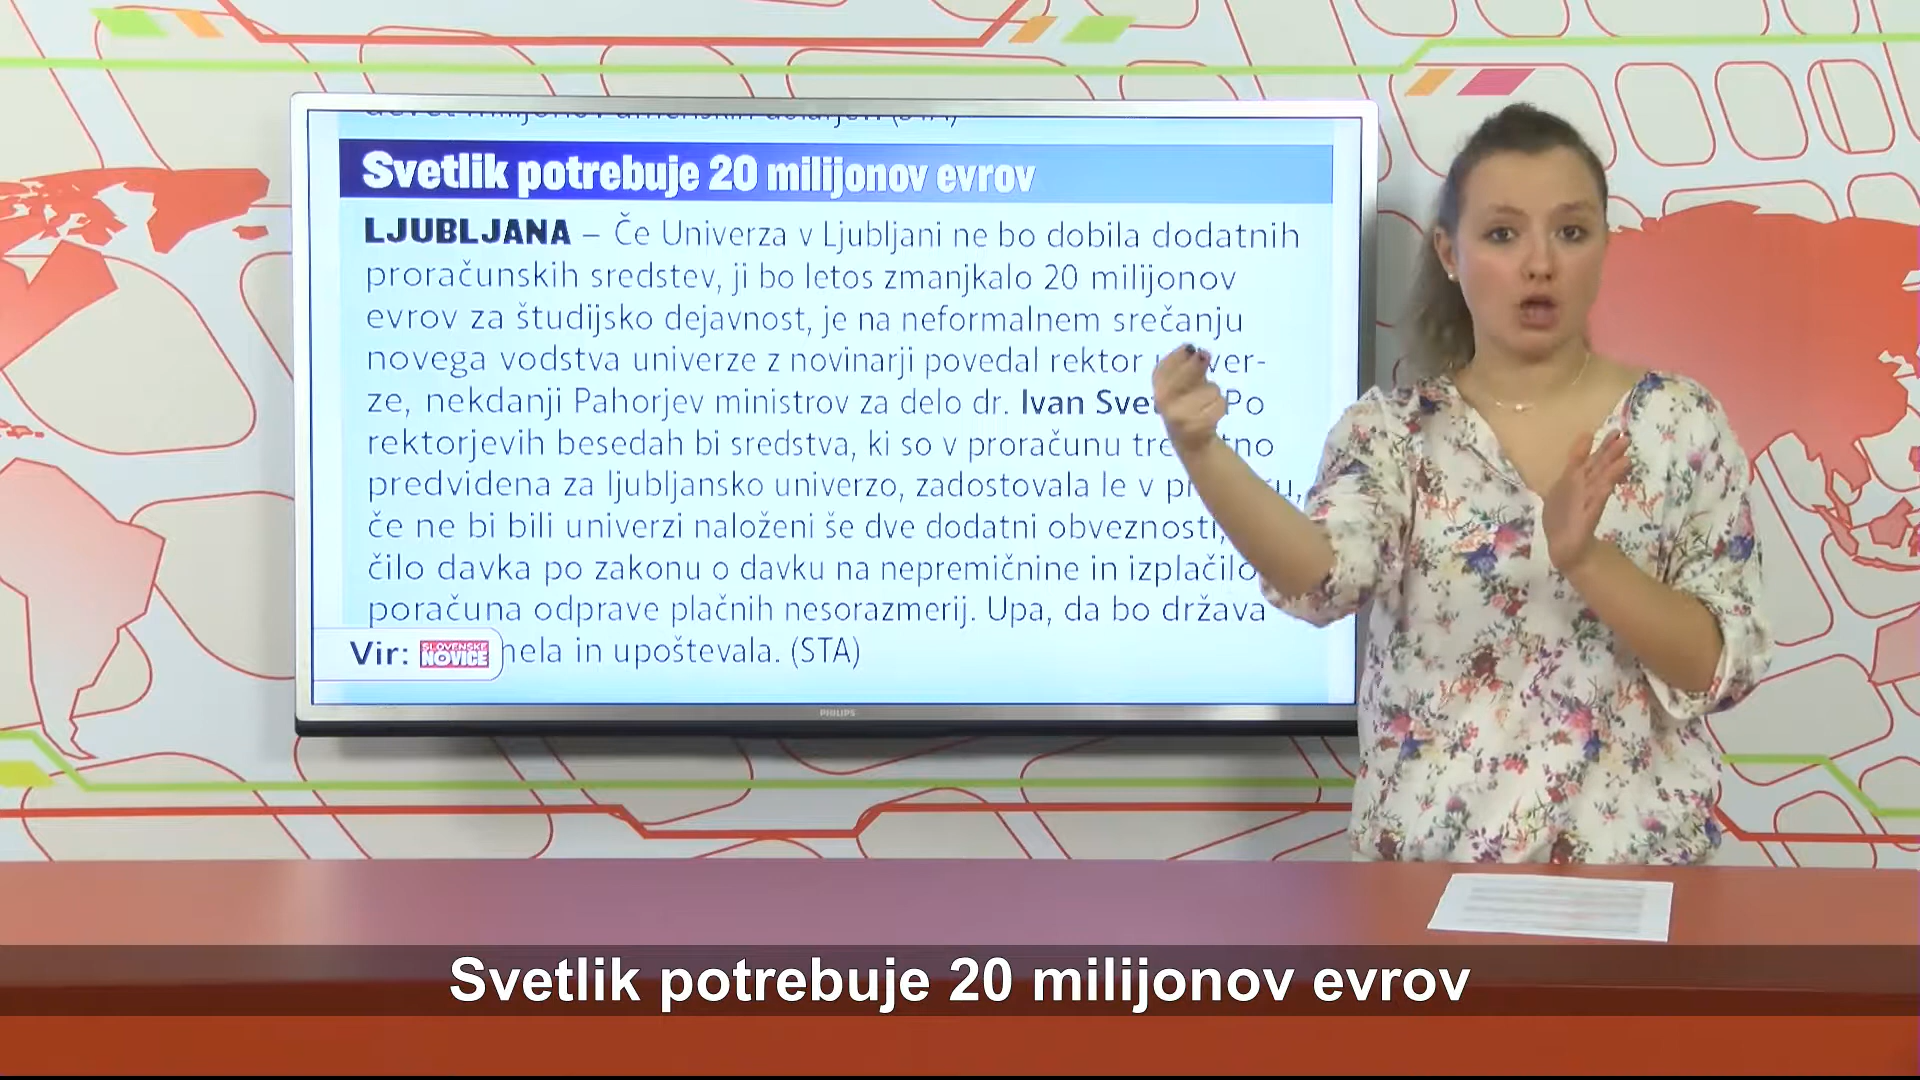 Svetlik potrebuje 20 milijonov evrov
LJUBLJANA – Če Univerza v Ljubljani ne bo dobila dodatnih
proračunskih sredstev, ji bo letos zmanjkalo 20 milijonov
evrov za študijsko dejavnost, je na neformalnem srečanju
novega vodstva univerze z novinarji povedal rektor
ze, nekdanji Pahorjev ministrov za delo dr. Ivan Po
rektorjevih besedah bi sredstva, ki so v proračunu
predvidena za ljubljansko univerzo, zadostovala le v
če ne bi bili univerzi naloženi še dve dodatni obveznosti,
čilo davka po zakonu o davku na nepremičnine in izplačilo
poračuna odprave plačnih nesorazmerij. Upa, da bo država
in upoštevala. (STA)
Vir: SLOVENSKE NOVICE
PHILIPS
Svetlik potrebuje 20 milijonov evrov